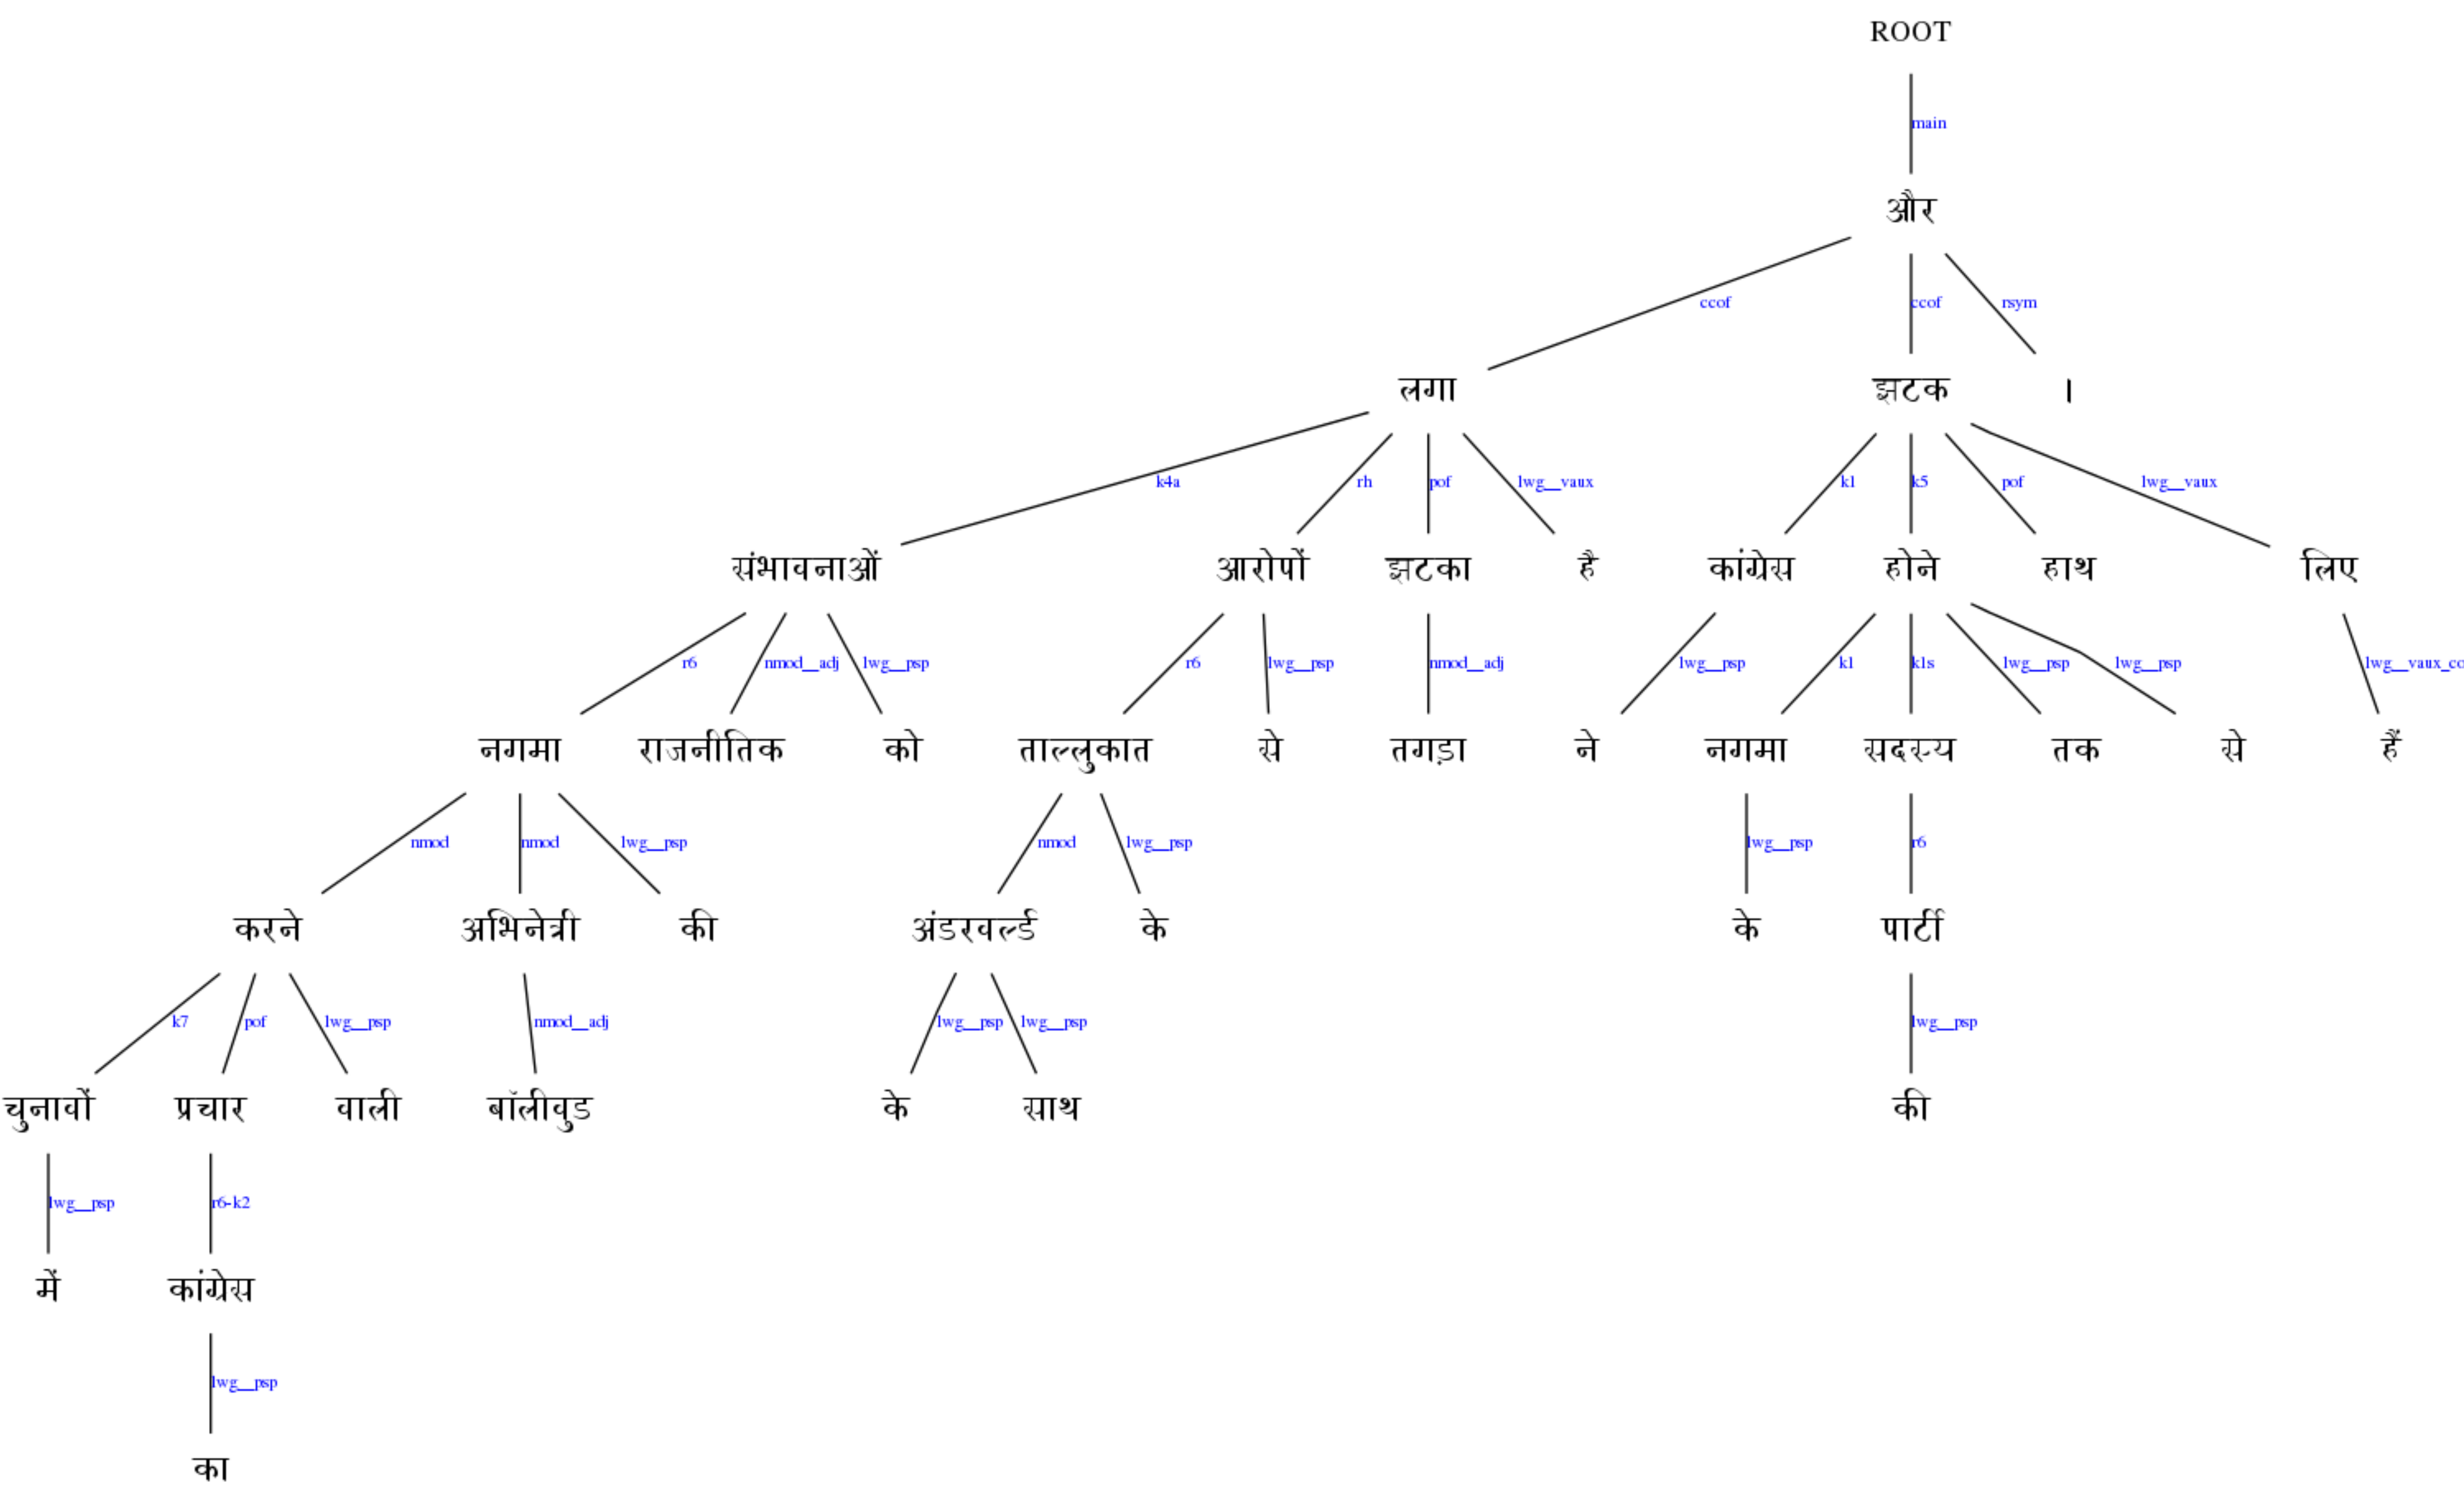 ROOT
main
और
ccof ccof rsym
लगा झटक ।
k4a rh pof lwg__vaux k1 k5 pof lwg__vaux
संभावनाओं आरोपों झटका है कांग्रेस होने हाथ लिए
r6 nmod__adj lwg__psp r6 lwg__psp nmod__adj lwg__psp k1 k1s lwg__psp lwg__psp lwg__vaux_co
नगमा राजनीतिक को ताल्लुकात से तगड़ा ने नगमा सदस्य तक से हैं
nmod nmod lwg__psp nmod lwg__psp lwg__psp r6
करने अभिनेत्री की अंडरवर्ल्ड के के पार्टी
k7 pof lwg__psp nmod__adj lwg__psp lwg__psp lwg__psp
चुनावों प्रचार वाली बॉलीवुड के साथ की
lwg__psp r6-k2
में कांग्रेस
lwg__psp
का